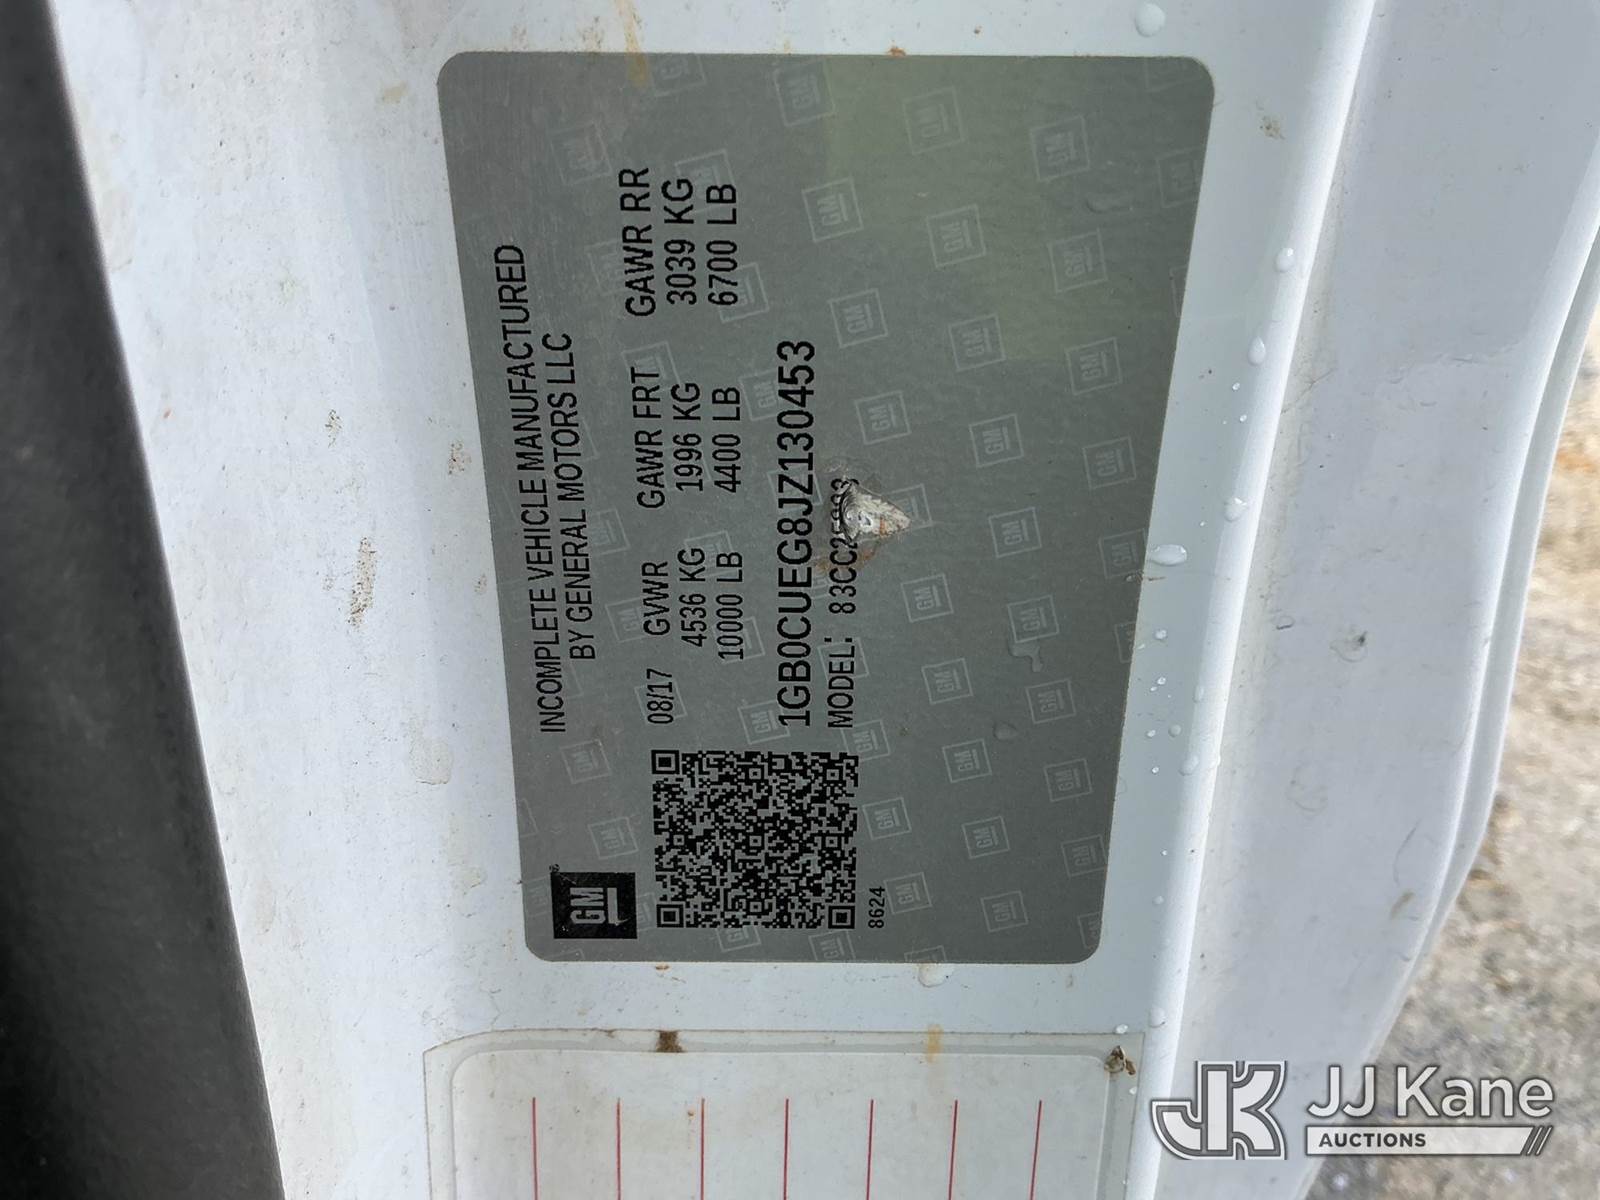 GM
INCOMPLETE VEHICLE MANUFACTURED
BY GENERAL MOTORS LLC
08/17 GVWR GAWR FRT GAWR RR
4536 KG 1996 KG 3039 KG
10000 LB 4400 LB 6700 LB
1GB0CUEG8JZ130453
MODEL:
8624
JJ Kane
AUCTIONS